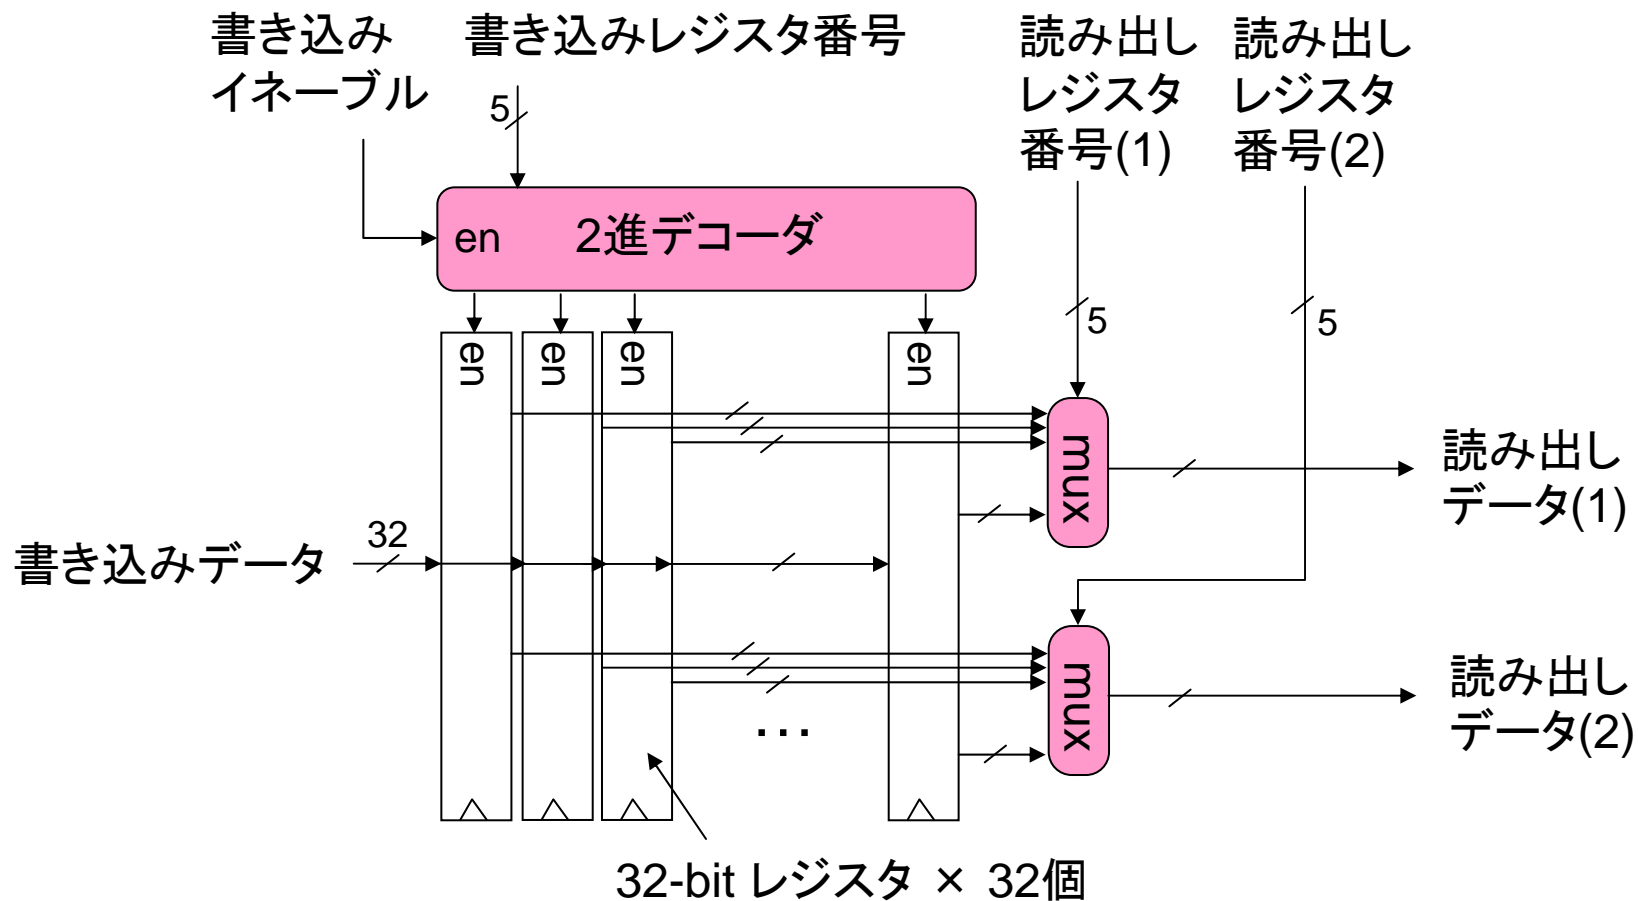 書き込み
イネーブル
書き込みレジスタ番号
読み出し
レジスタ
番号(1)
読み出し
レジスタ
番号(2)
5
en
2進デコーダ
5
5
en
en
en
en
mux
読み出し
データ(1)
32
書き込みデータ
mux
読み出し
データ(2)
…
32-bit レジスタ × 32個